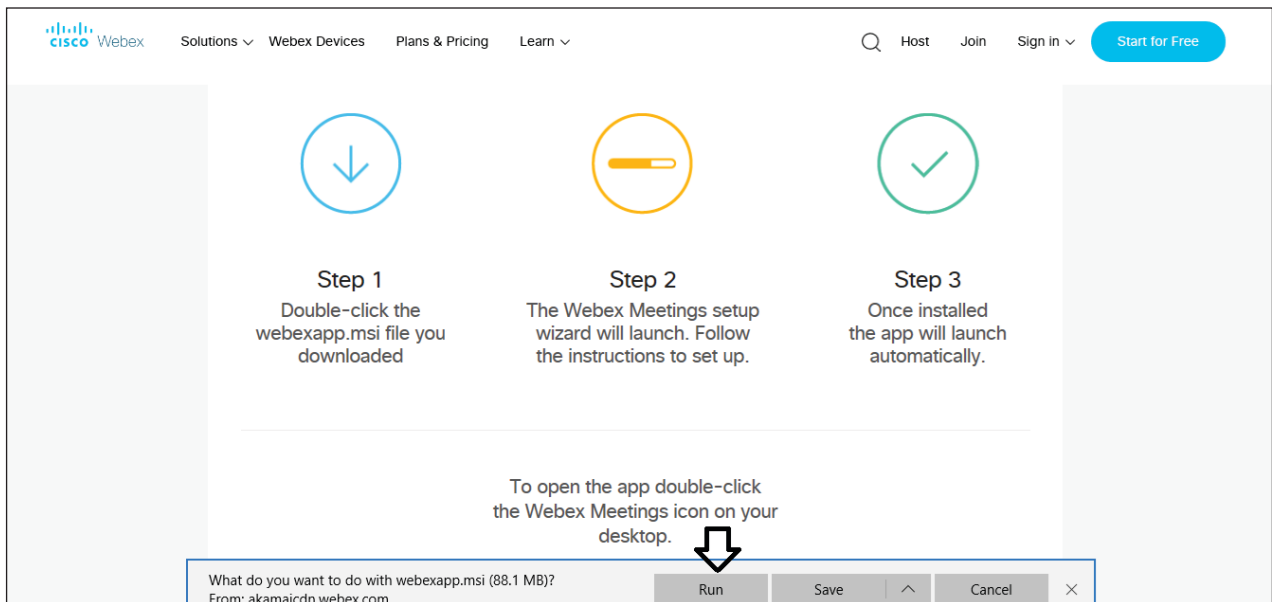 cisco Webex Solutions Webex Devices Plans & Pricing Learn Host Join Sign in Start for Free
Step 1
Double-click the
webexapp.msi file you
downloaded
Step 2
The Webex Meetings setup
wizard will launch. Follow
the instructions to set up.
Step 3
Once installed
the app will launch
automatically.
To open the app double-click
the Webex Meetings icon on your
desktop.
What do you want to do with webexapp.msi (88.1 MB)?
From: akamaicdn.webex.com
Run Save Cancel